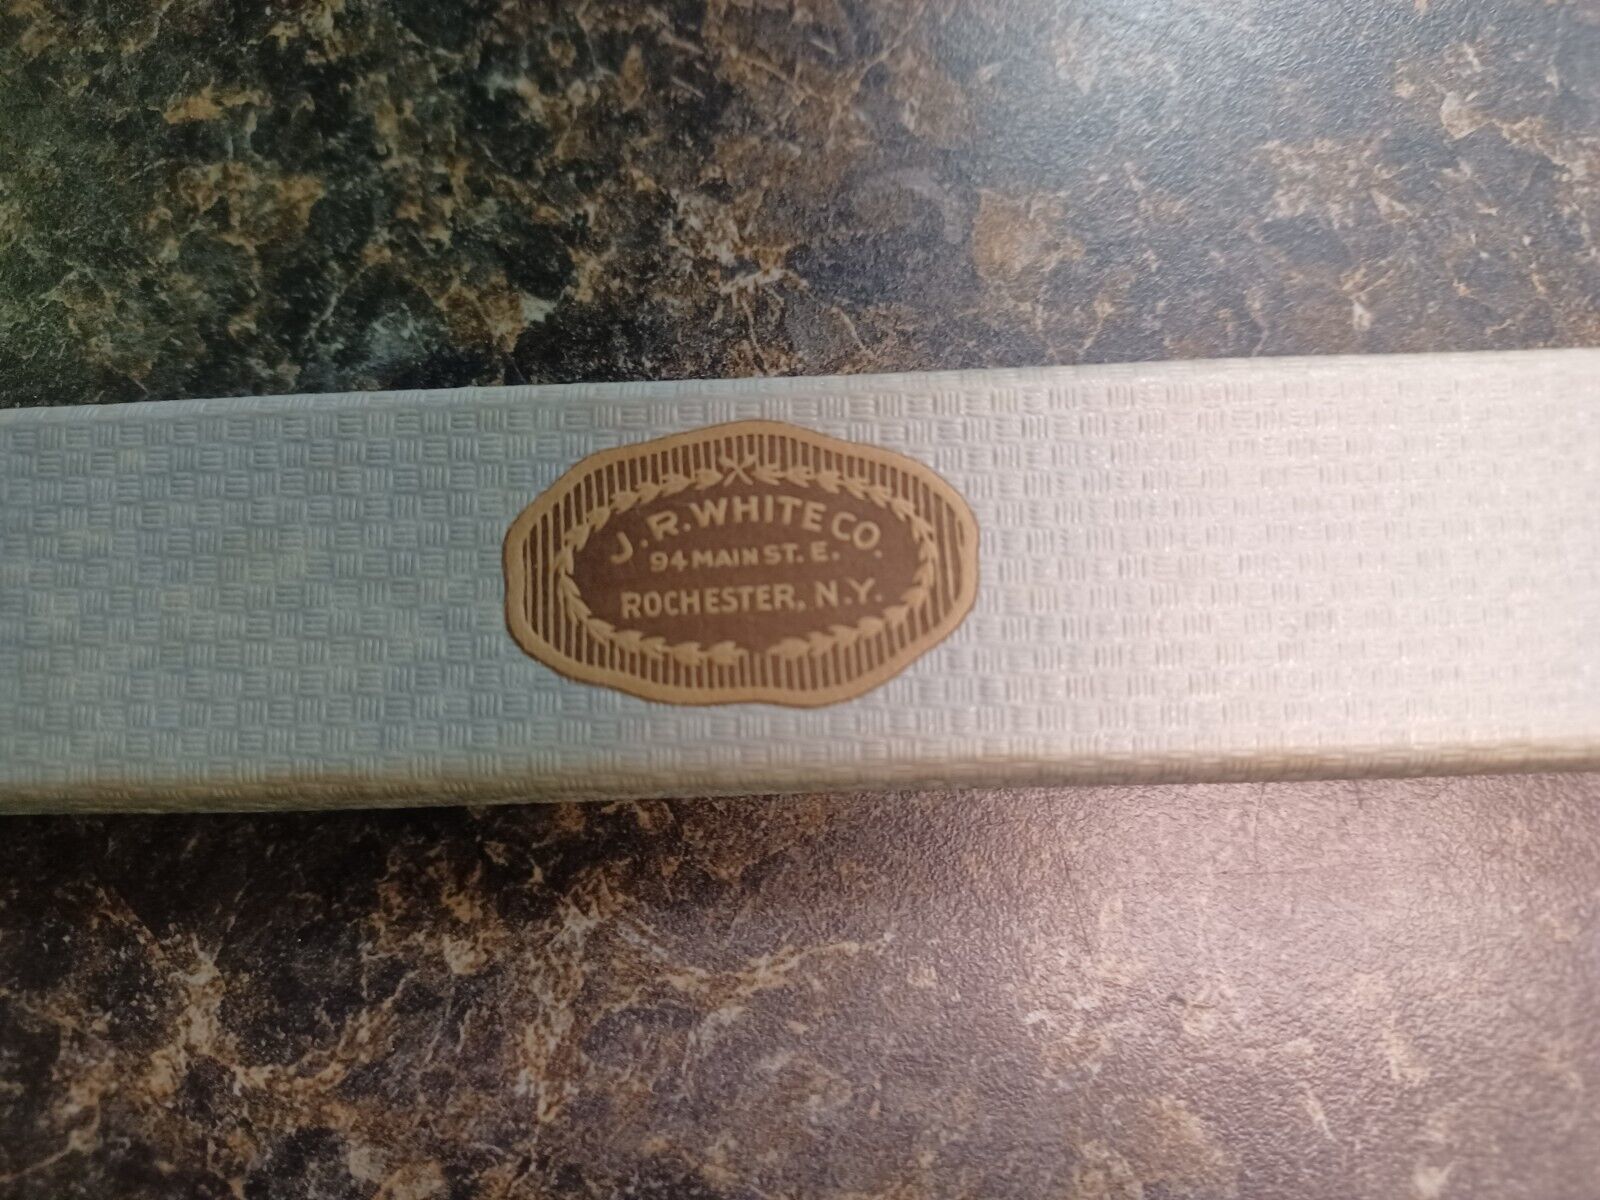 J. R. WHITE CO.
94 MAIN ST. E.
ROCHESTER, N.Y.